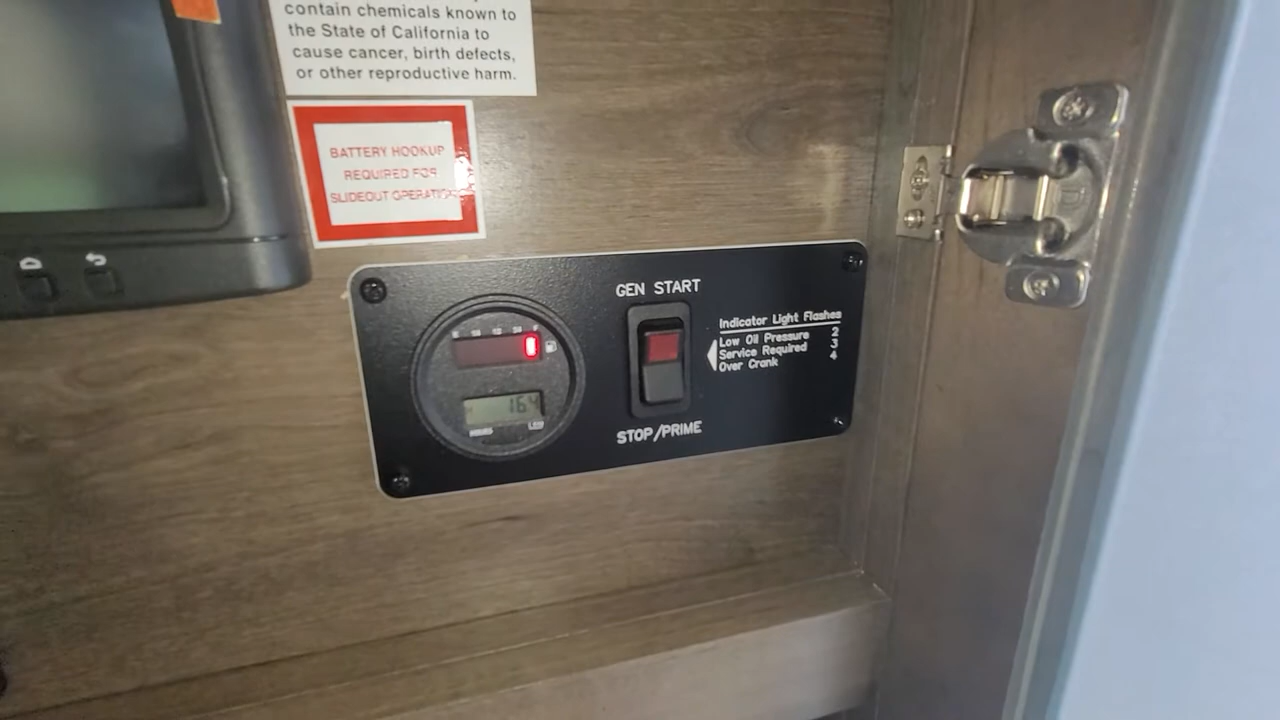 contain chemicals known to
the State of California to
cause cancer, birth defects,
or other reproductive harm.
BATTERY HOOKUP
REQUIRED FOR
SLIDEOUT OPERATION
GEN START
F
164
HOURS
STOP/PRIME
Indicator Light Flashes
Low Oil Pressure 2
Service Required 3
Over Crank 4